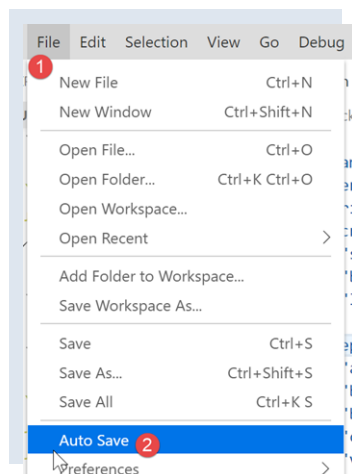 File Edit Selection View Go Debug
1
New File Ctrl+N
New Window Ctrl+Shift+N
Open File... Ctrl+O
Open Folder... Ctrl+K Ctrl+O
Open Workspace...
Open Recent
Add Folder to Workspace...
Save Workspace As...
Save Ctrl+S
Save As... Ctrl+Shift+S
Save All Ctrl+K S
Auto Save 2
Preferences